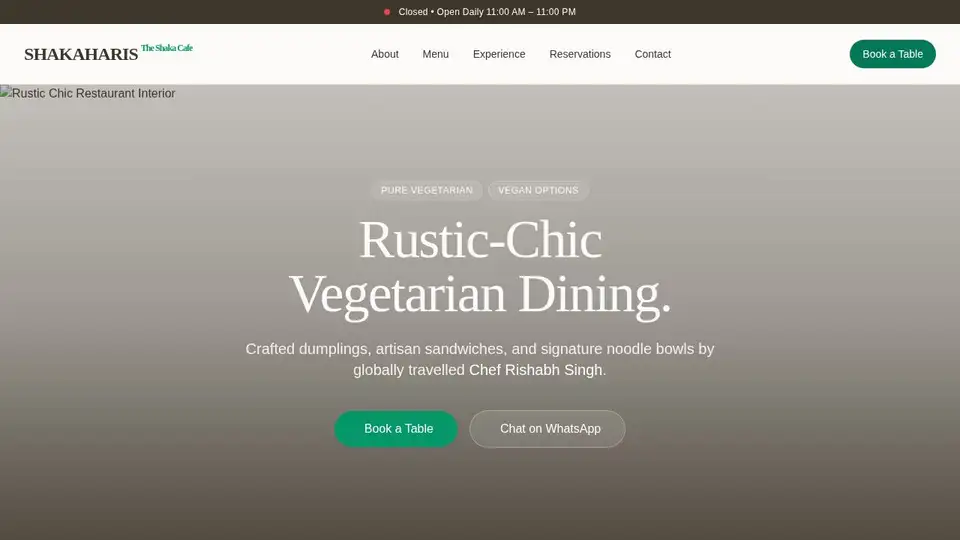 Closed • Open Daily 11:00 AM – 11:00 PM
SHAKAHARIS The Shaka Cafe
About Menu Experience Reservations Contact
Book a Table
Rustic Chic Restaurant Interior
PURE VEGETARIAN VEGAN OPTIONS
Rustic-Chic
Vegetarian Dining.
Crafted dumplings, artisan sandwiches, and signature noodle bowls by
globally travelled Chef Rishabh Singh.
Book a Table Chat on WhatsApp